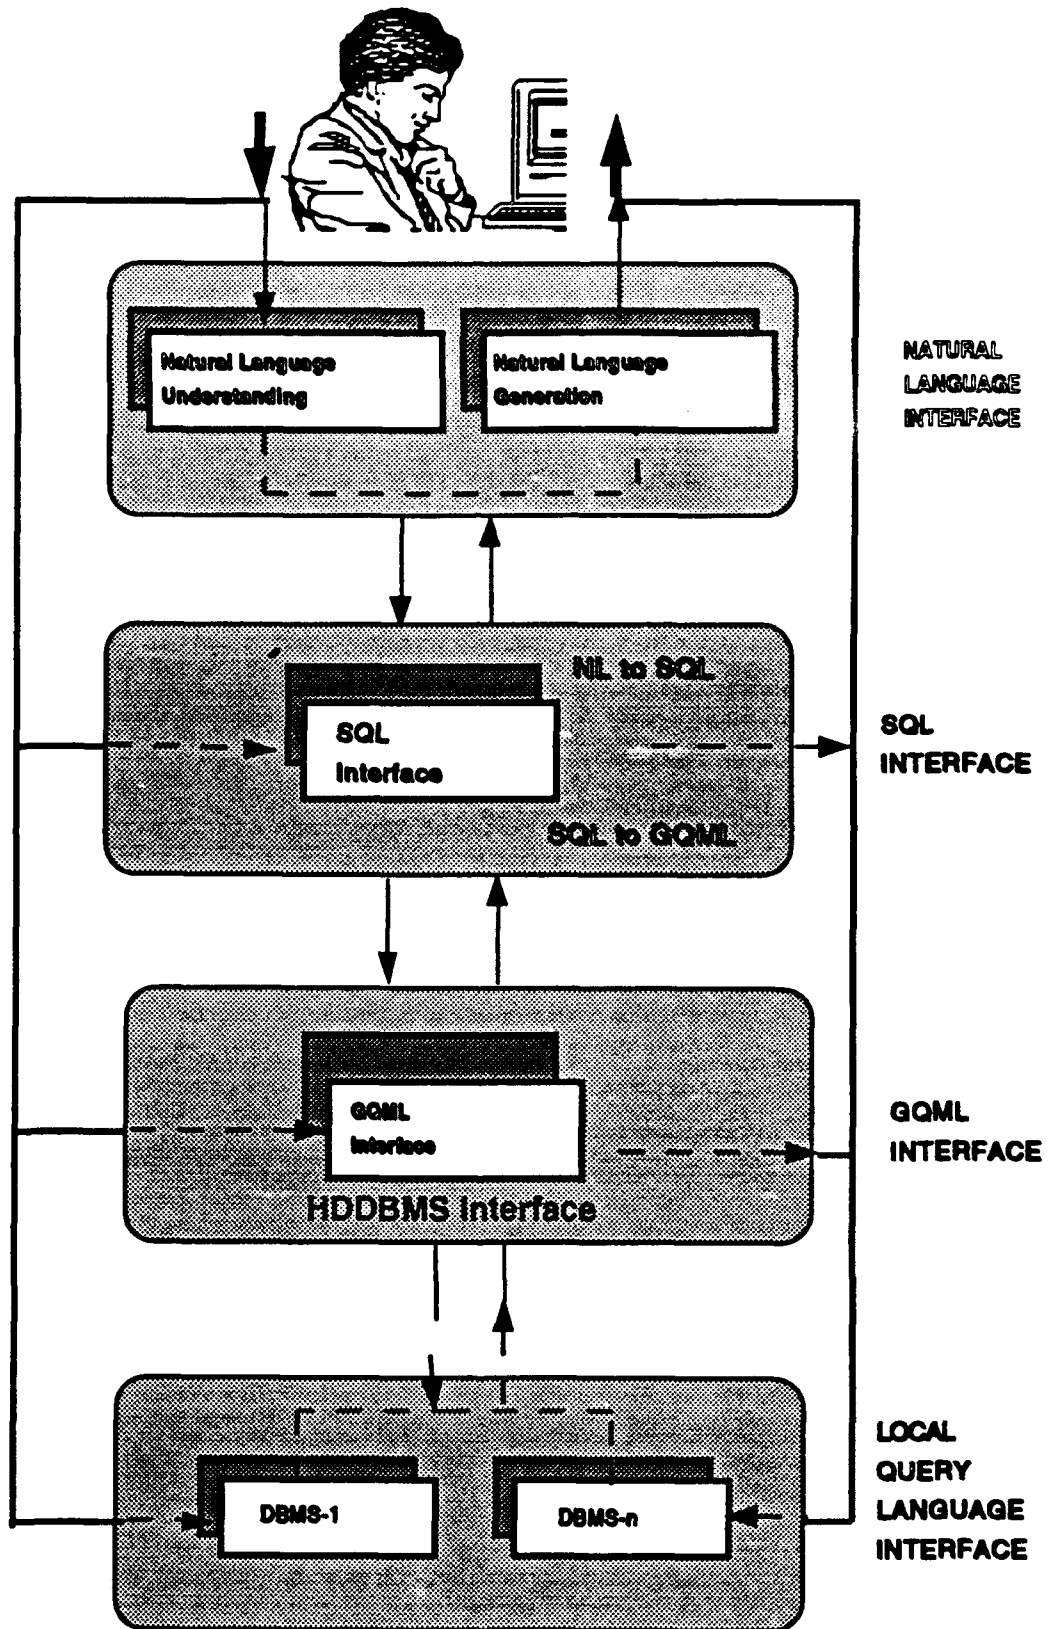 Natural Language
Understanding
Natural Language
Generation
NATURAL
LANGUAGE
INTERFACE
NL to SQL
SQL
Interface
SQL to GQML
SQL
INTERFACE
GQML
Interface
HDDBMS Interface
GQML
INTERFACE
DBMS-1
DBMS-n
LOCAL
QUERY
LANGUAGE
INTERFACE